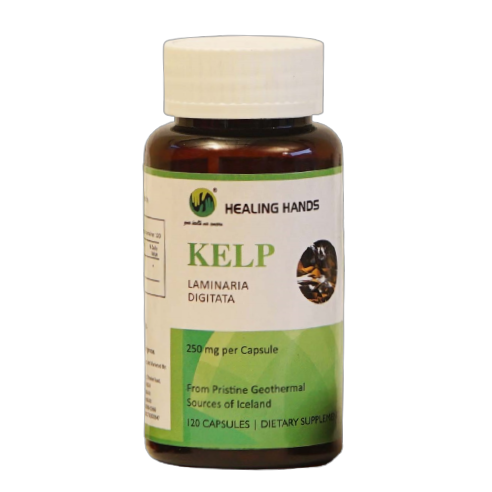 HEALING HANDS
KELP
LAMINARIA
DIGITATA
250 mg per Capsule
From Pristine Geothermal
Sources of Iceland
120 CAPSULES | DIETARY SUPPLEMENT